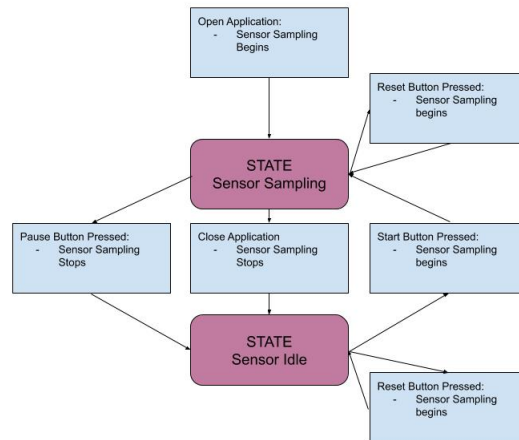 Open Application:
- Sensor Sampling
Begins
Reset Button Pressed:
- Sensor Sampling
begins
STATE
Sensor Sampling
Pause Button Pressed:
- Sensor Sampling
Stops
Close Application
- Sensor Sampling
Stops
Start Button Pressed:
- Sensor Sampling
begins
STATE
Sensor Idle
Reset Button Pressed:
- Sensor Sampling
begins